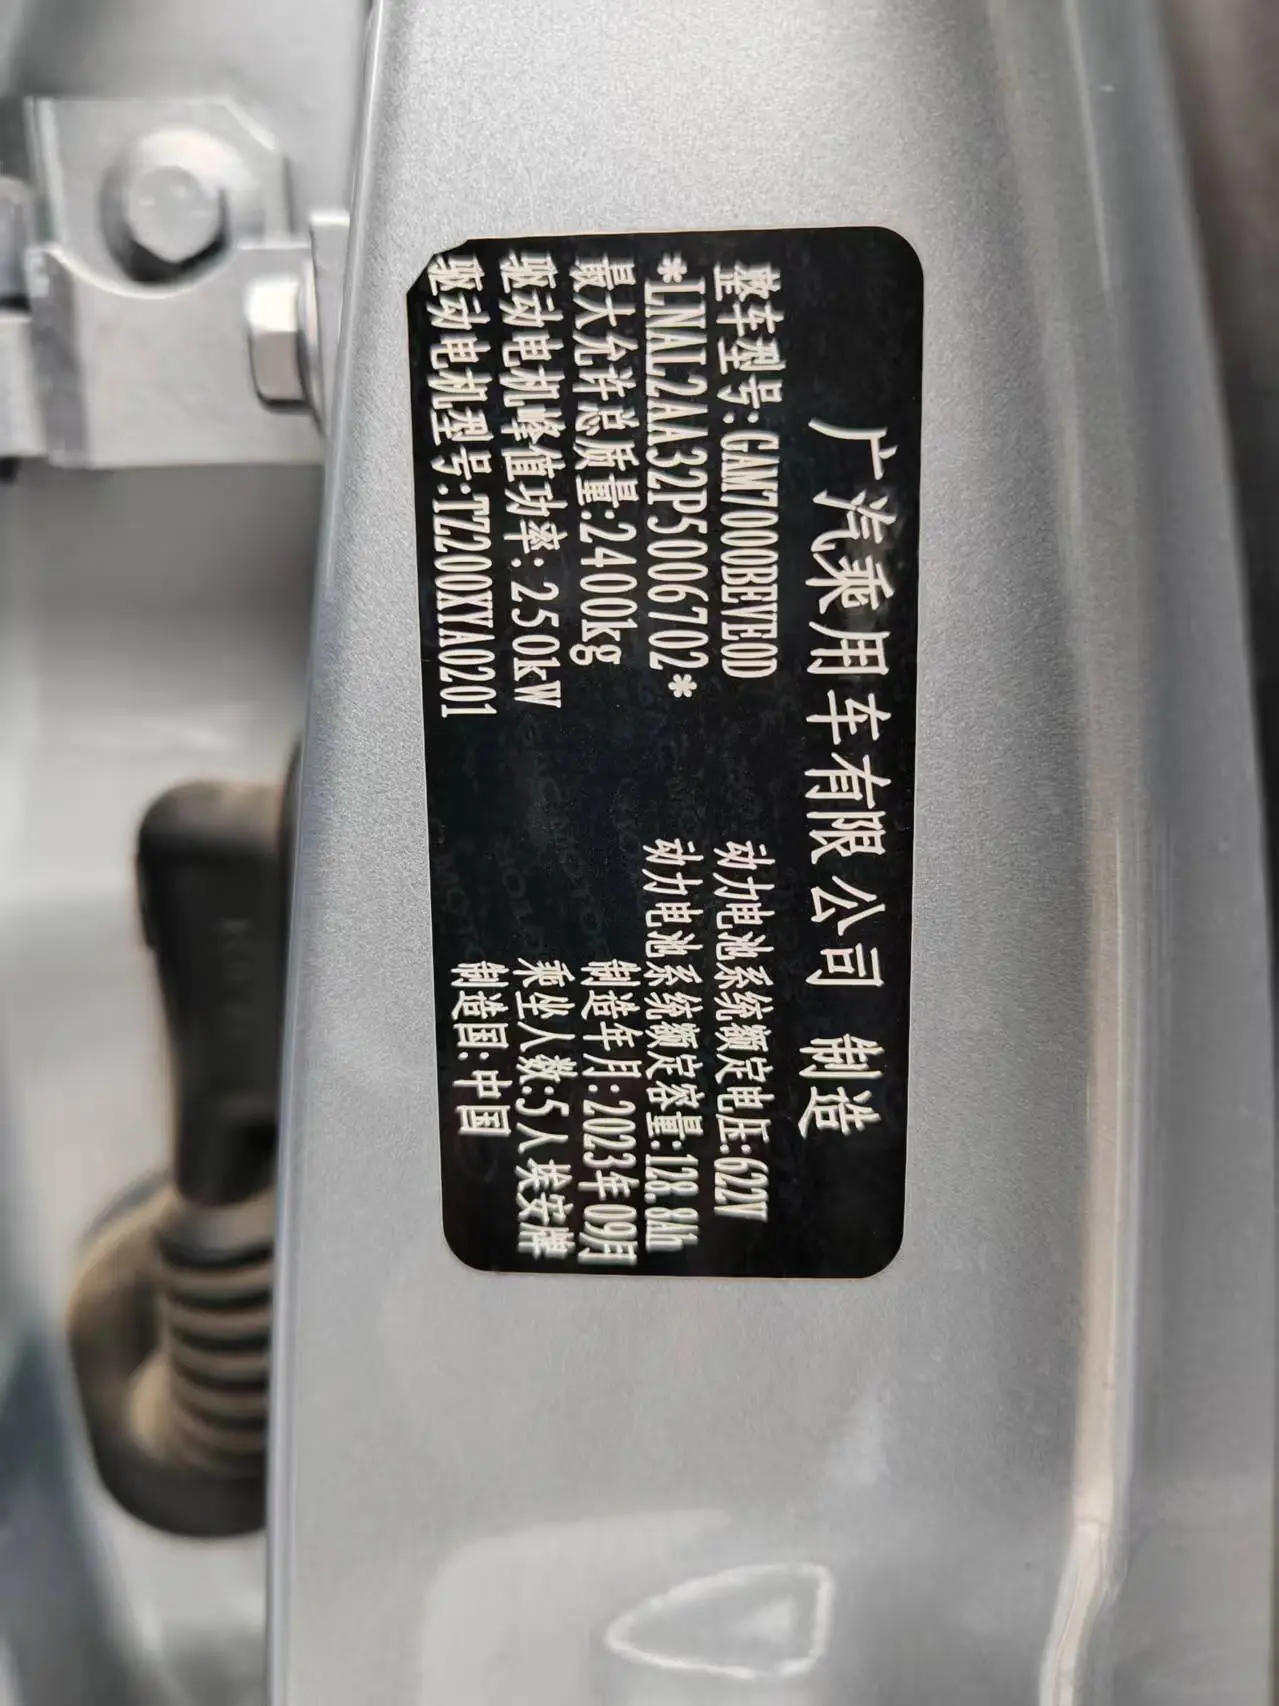 广汽乘用车有限公司 制造
整车型号:GAM7000BEVE0D
动力电池系统额定电压:622V
*LNAL2AA32P5006702*
动力电池系统额定容量:128.8Ah
最大允许总质量:2400kg
制造年月:2023年09月
驱动电机峰值功率:250kW
乘坐人数:5人 埃安牌
驱动电机型号:TZ200XYA0201
制造国:中国